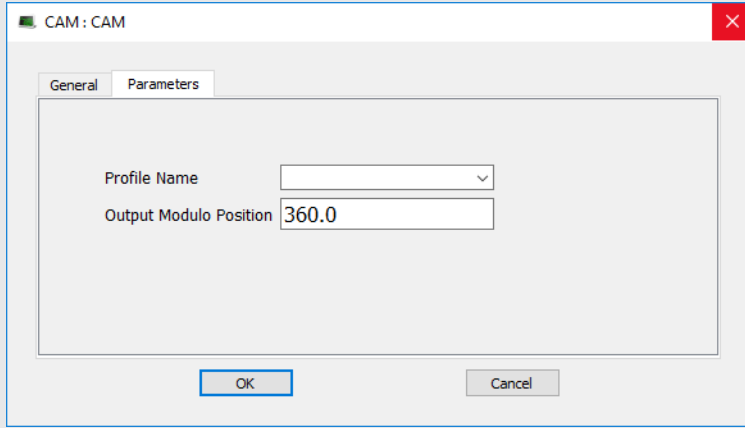 CAM : CAM
General Parameters
Profile Name
Output Modulo Position 360.0
OK Cancel